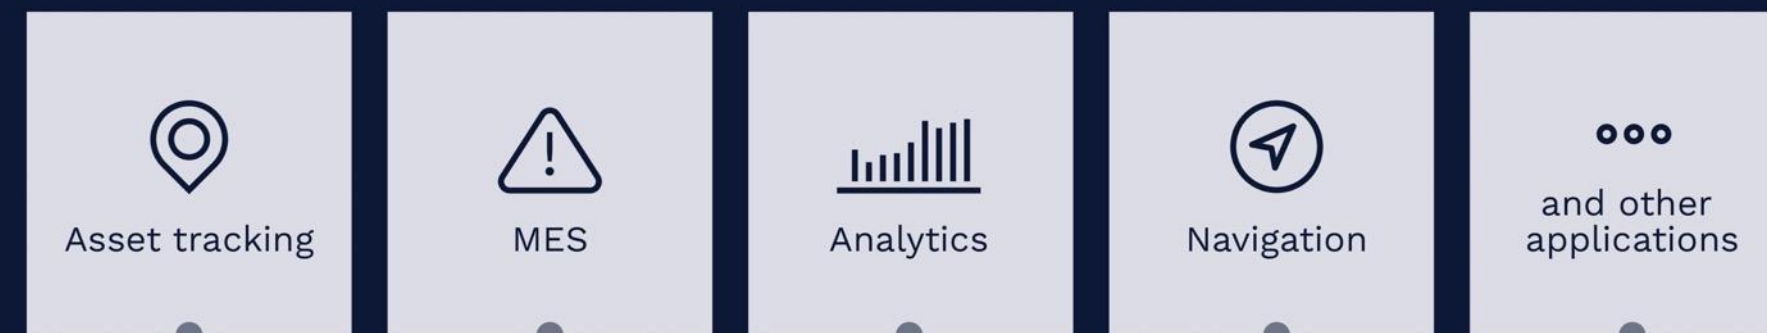 Asset tracking
MES
Analytics
Navigation
and other
applications